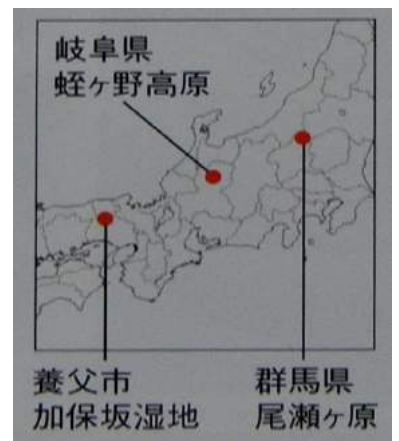 岐阜県
蛭ヶ野高原
養父市
加保坂湿地
群馬県
尾瀬ヶ原